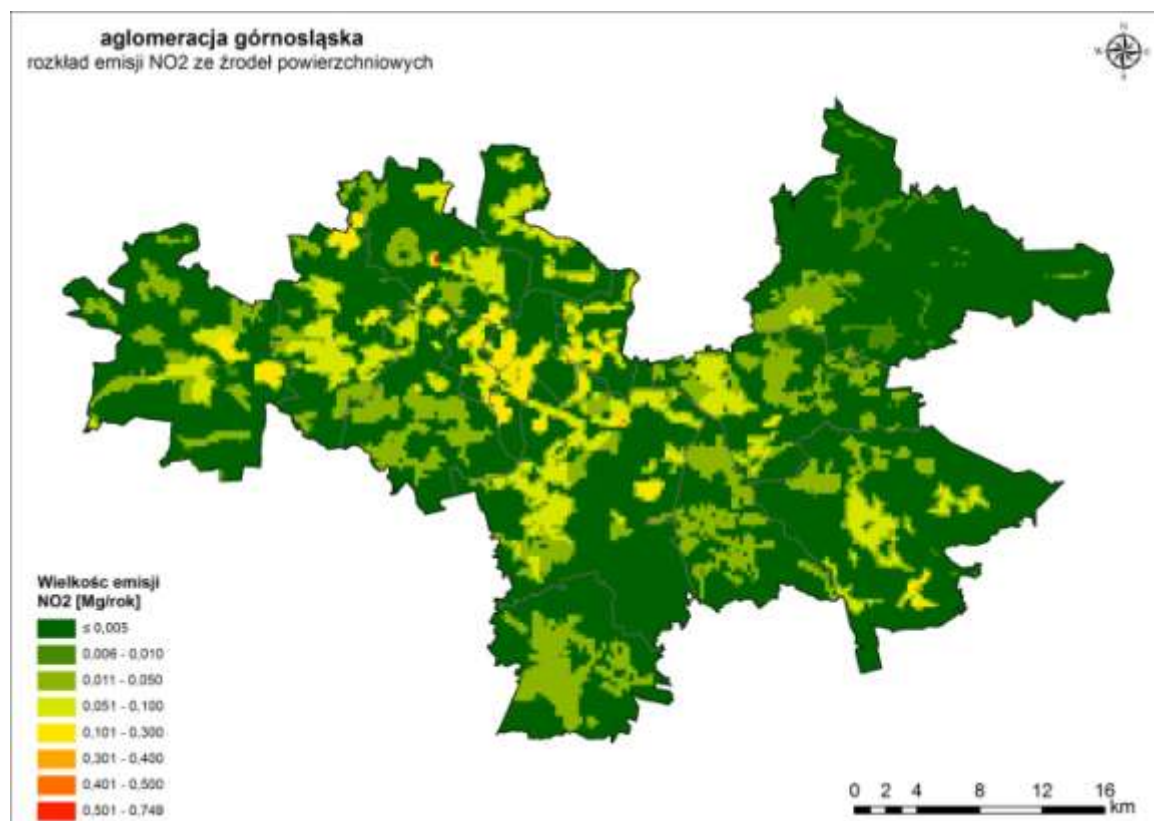 aglomeracja górnośląska
rozkład emisji NO2 ze źrodeł powierzchniowych
N
W
E
S
Wielkośc emisji
NO2 [Mg/rok]
≤ 0,005
0,006 - 0,010
0,011 - 0,050
0,051 - 0,100
0,101 - 0,300
0,301 - 0,400
0,401 - 0,500
0,501 - 0,749
0 2 4 8 12 16
km